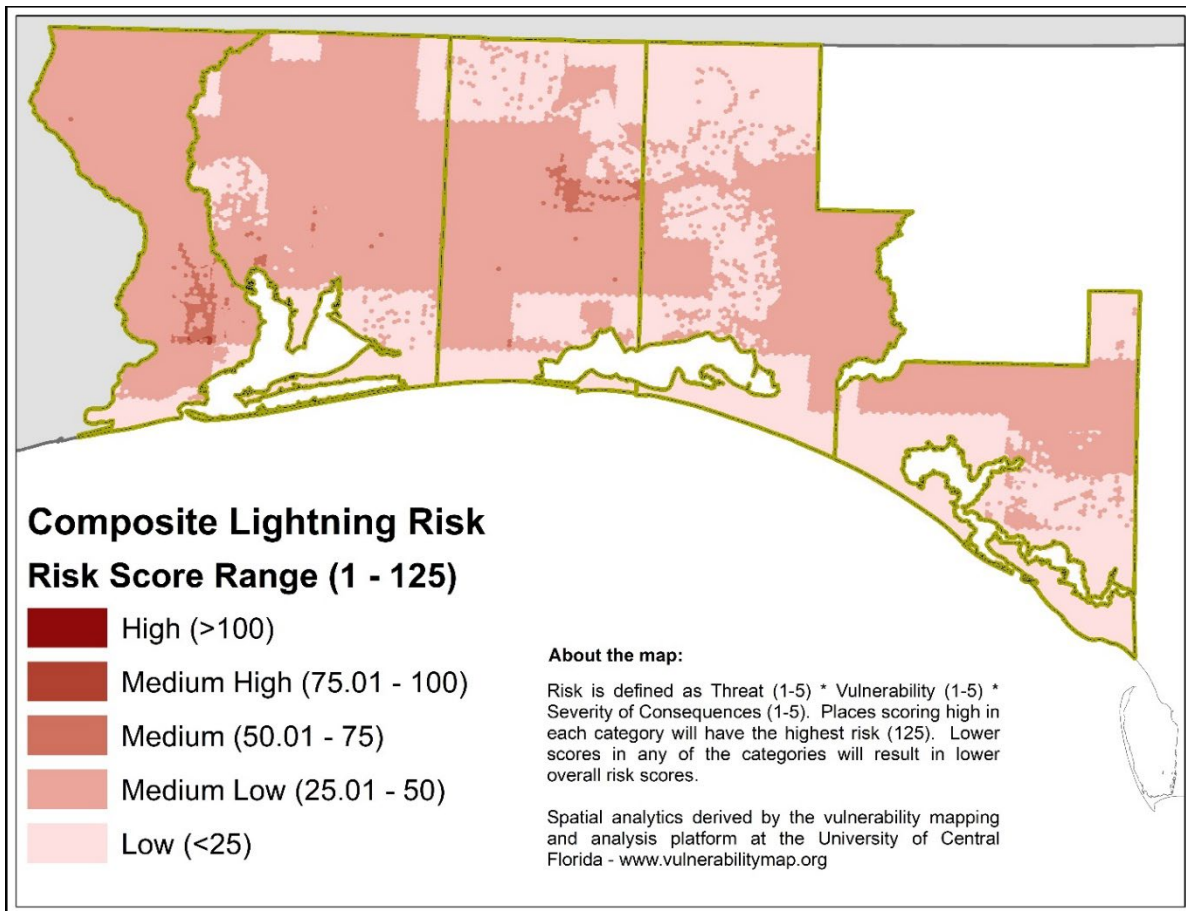 Composite Lightning Risk
Risk Score Range (1 - 125)
High (>100)
Medium High (75.01 - 100)
Medium (50.01 - 75)
Medium Low (25.01 - 50)
Low (<25)
About the map:
Risk is defined as Threat (1-5) * Vulnerability (1-5) *
Severity of Consequences (1-5). Places scoring high in
each category will have the highest risk (125). Lower
scores in any of the categories will result in lower
overall risk scores.
Spatial analytics derived by the vulnerability mapping
and analysis platform at the University of Central
Florida - www.vulnerabilitymap.org